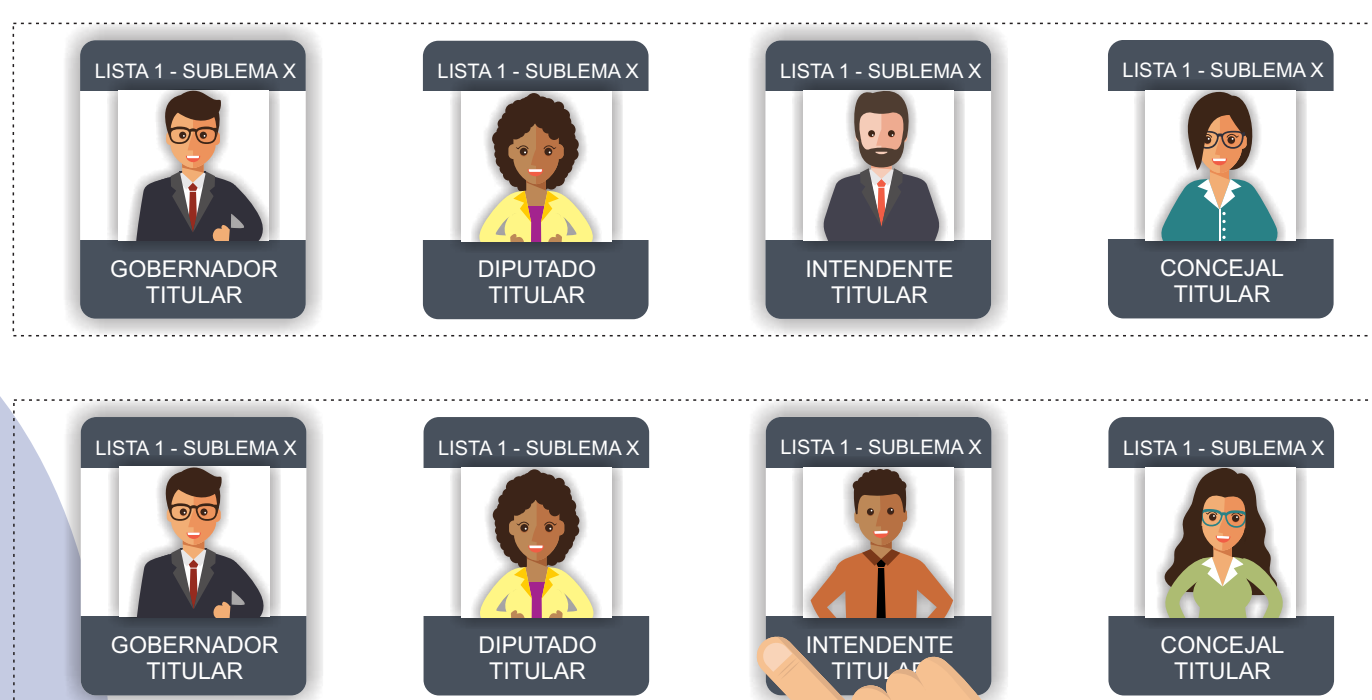 LISTA 1 - SUBLEMA X
LISTA 1 - SUBLEMA X
LISTA 1 - SUBLEMA X
LISTA 1 - SUBLEMA X
GOBERNADOR
TITULAR
DIPUTADO
TITULAR
INTENDENTE
TITULAR
CONCEJAL
TITULAR
LISTA 1 - SUBLEMA X
LISTA 1 - SUBLEMA X
LISTA 1 - SUBLEMA X
LISTA 1 - SUBLEMA X
GOBERNADOR
TITULAR
DIPUTADO
TITULAR
INTENDENTE
TITULAR
CONCEJAL
TITULAR